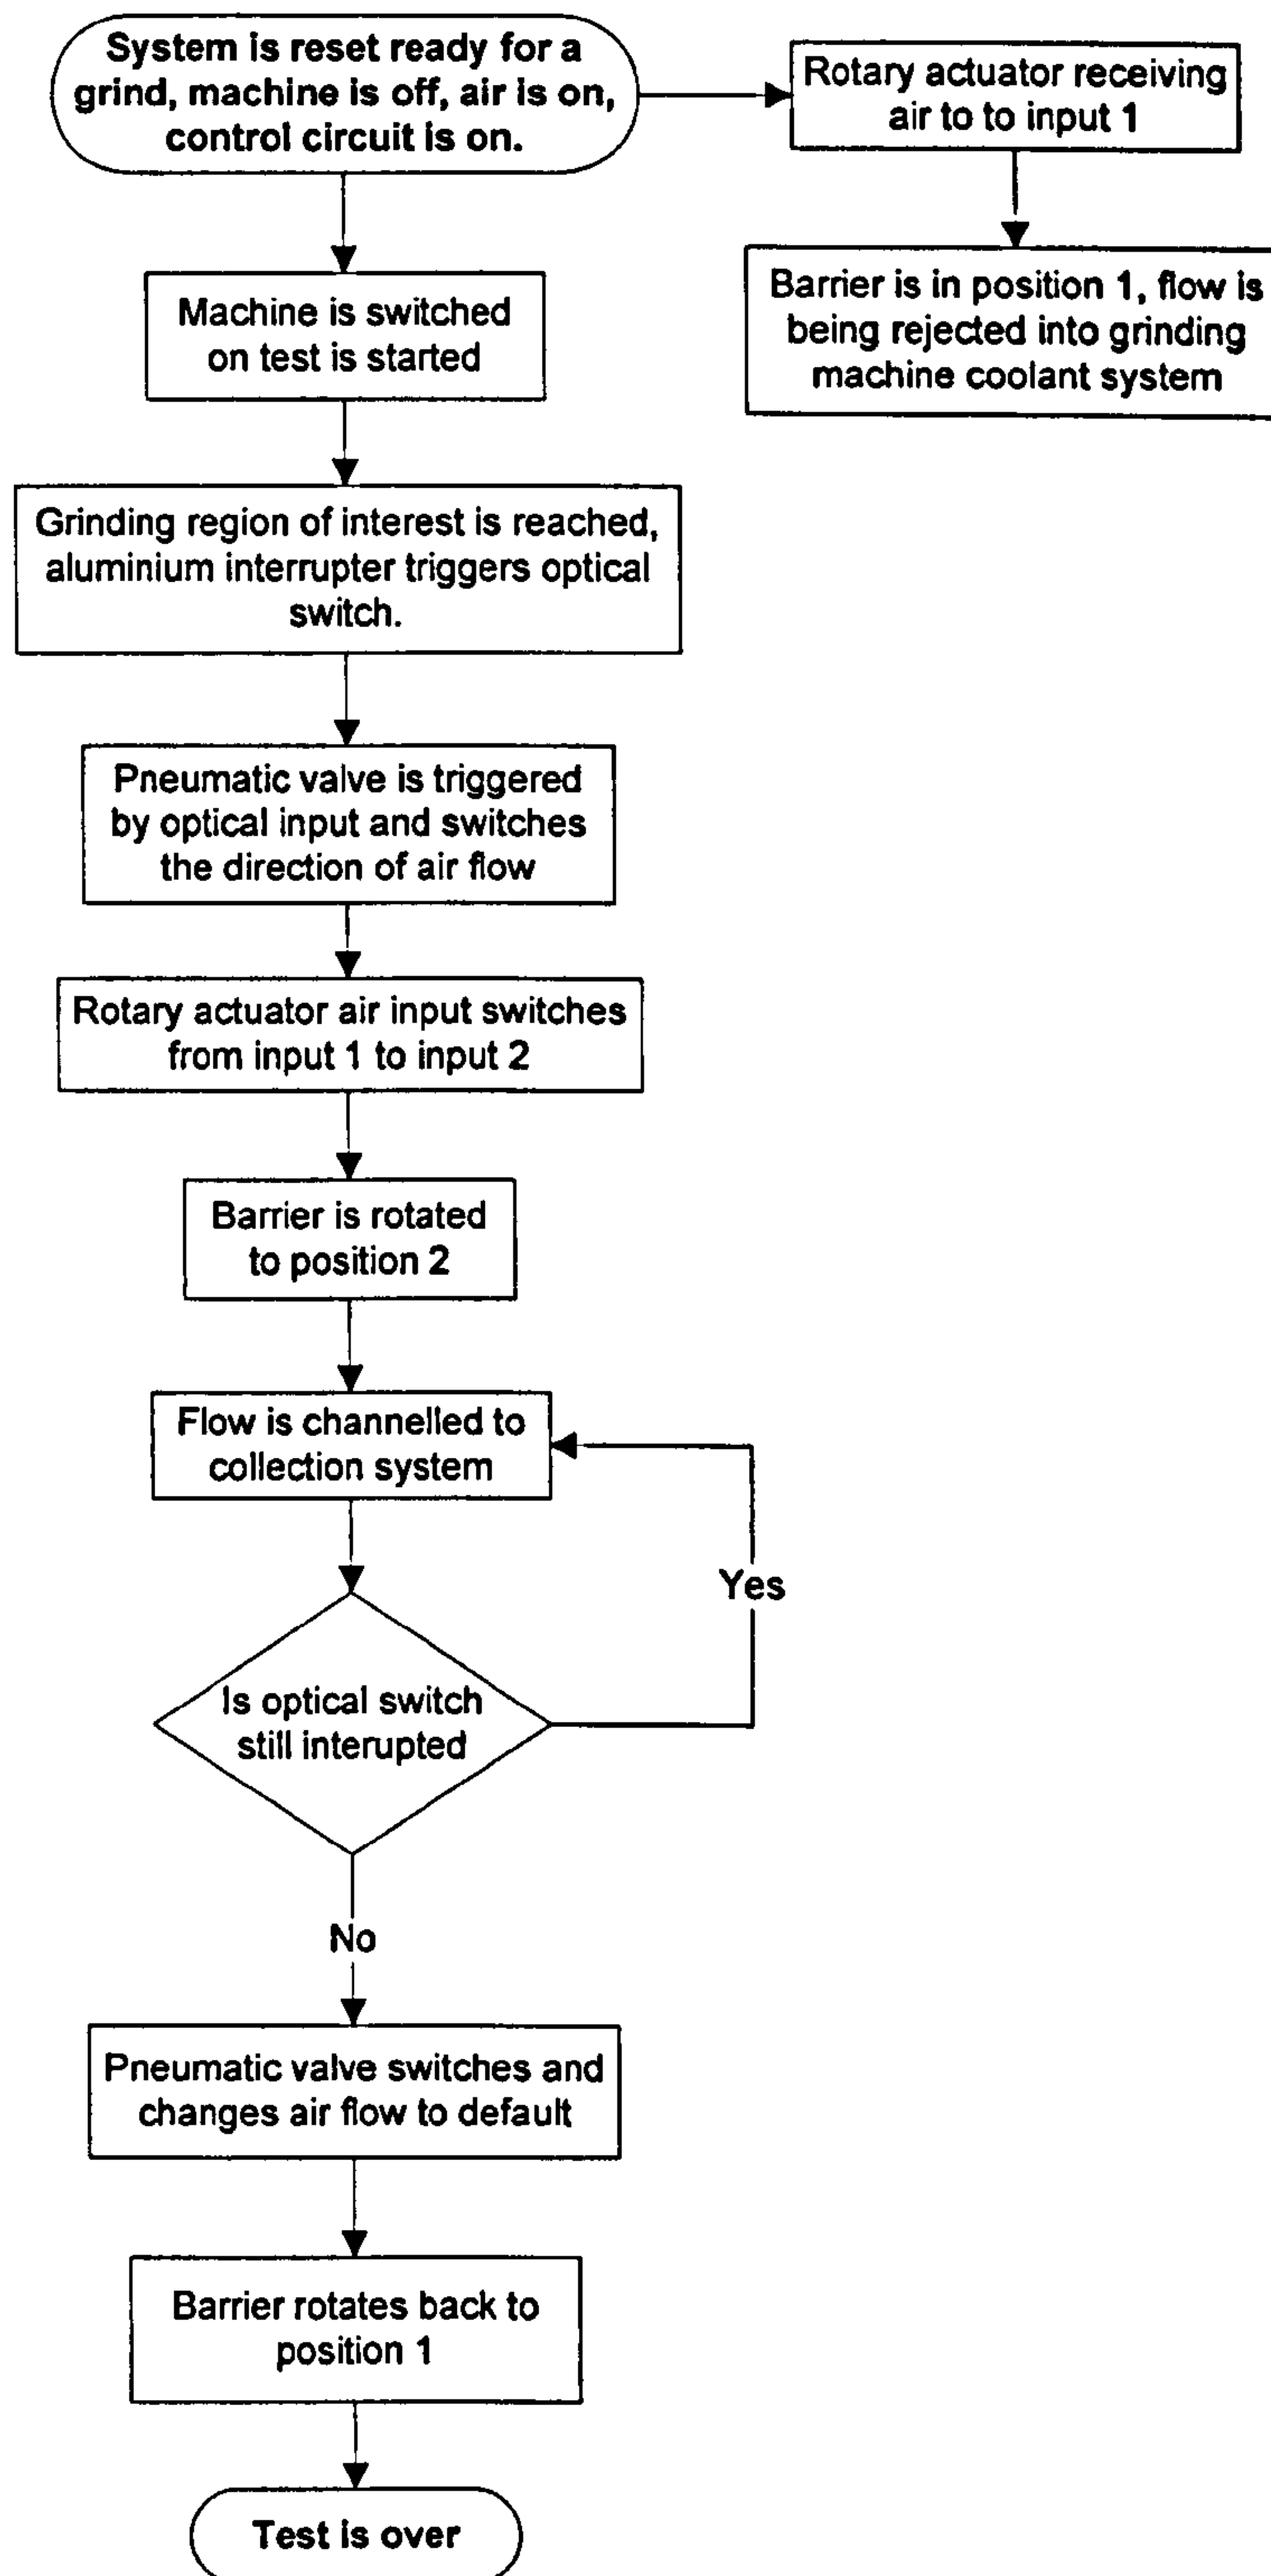 System is reset ready for a
grind, machine is off, air is on,
control circuit is on.
Rotary actuator receiving
air to to input 1
Barrier is in position 1, flow is
being rejected into grinding
machine coolant system
Machine is switched
on test is started
Grinding region of interest is reached,
aluminium interrupter triggers optical
switch.
Pneumatic valve is triggered
by optical input and switches
the direction of air flow
Rotary actuator air input switches
from input 1 to input 2
Barrier is rotated
to position 2
Flow is channelled to
collection system
Yes
Is optical switch
still interupted
No
Pneumatic valve switches and
changes air flow to default
Barrier rotates back to
position 1
Test is over